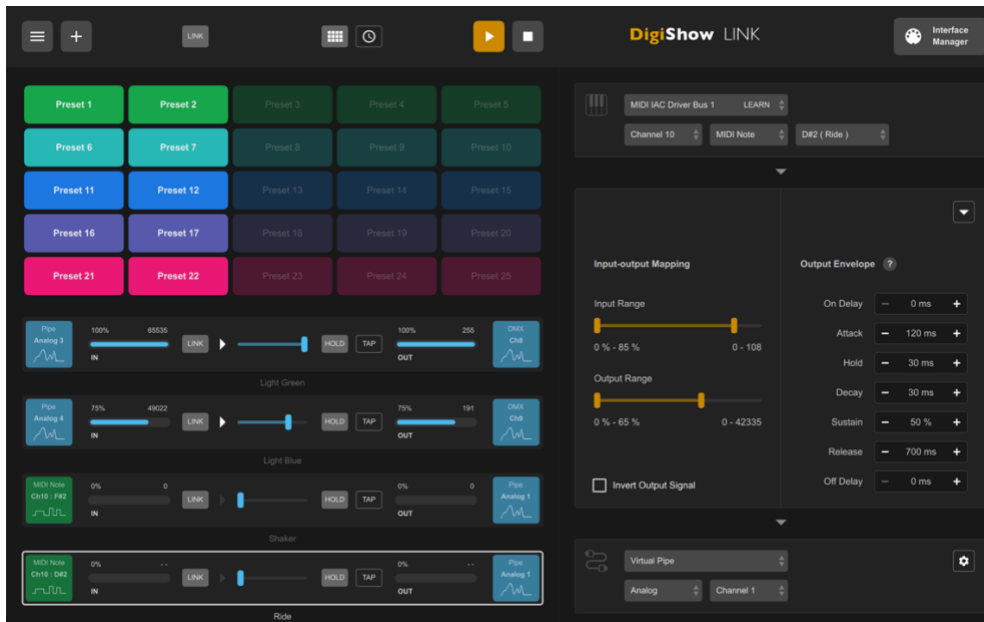 LINK
DigiShow LINK
Interface
Manager
Preset 1 Preset 2 Preset 3 Preset 4 Preset 5
Preset 6 Preset 7 Preset 8 Preset 9 Preset 10
Preset 11 Preset 12 Preset 13 Preset 14 Preset 15
Preset 16 Preset 17 Preset 18 Preset 19 Preset 20
Preset 21 Preset 22 Preset 23 Preset 24 Preset 25
Pipe
Analog 3
100% 65535
IN
LINK
HOLD TAP
100% 255
OUT
DMX
Ch8
Light Green
Pipe
Analog 4
75% 49022
IN
LINK
HOLD TAP
75% 191
OUT
DMX
Ch8
Light Blue
MIDI Note
Ch10 : F#2
0% 0
IN
LINK
HOLD TAP
0% 0
OUT
Pipe
Analog 1
Shaker
MIDI Note
Ch10 : D#2
0% - -
IN
LINK
HOLD TAP
0% - -
OUT
Pipe
Analog 1
Ride
MIDI IAC Driver Bus 1 LEARN
Channel 10 MIDI Note D#2 ( Ride )
Input-output Mapping
Input Range
0 % - 85 % 0 - 108
Output Range
0 % - 65 % 0 - 42335
Invert Output Signal
Output Envelope ?
On Delay − 0 ms +
Attack − 120 ms +
Hold − 30 ms +
Decay − 30 ms +
Sustain − 50 % +
Release − 700 ms +
Off Delay − 0 ms +
Virtual Pipe
Analog Channel 1